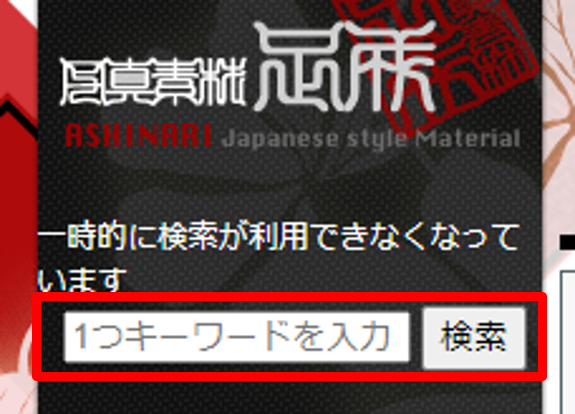 写真素材 足成
ASHINARI Japanese style Material
一時的に検索が利用できなくなって
います
1つキーワードを入力 検索